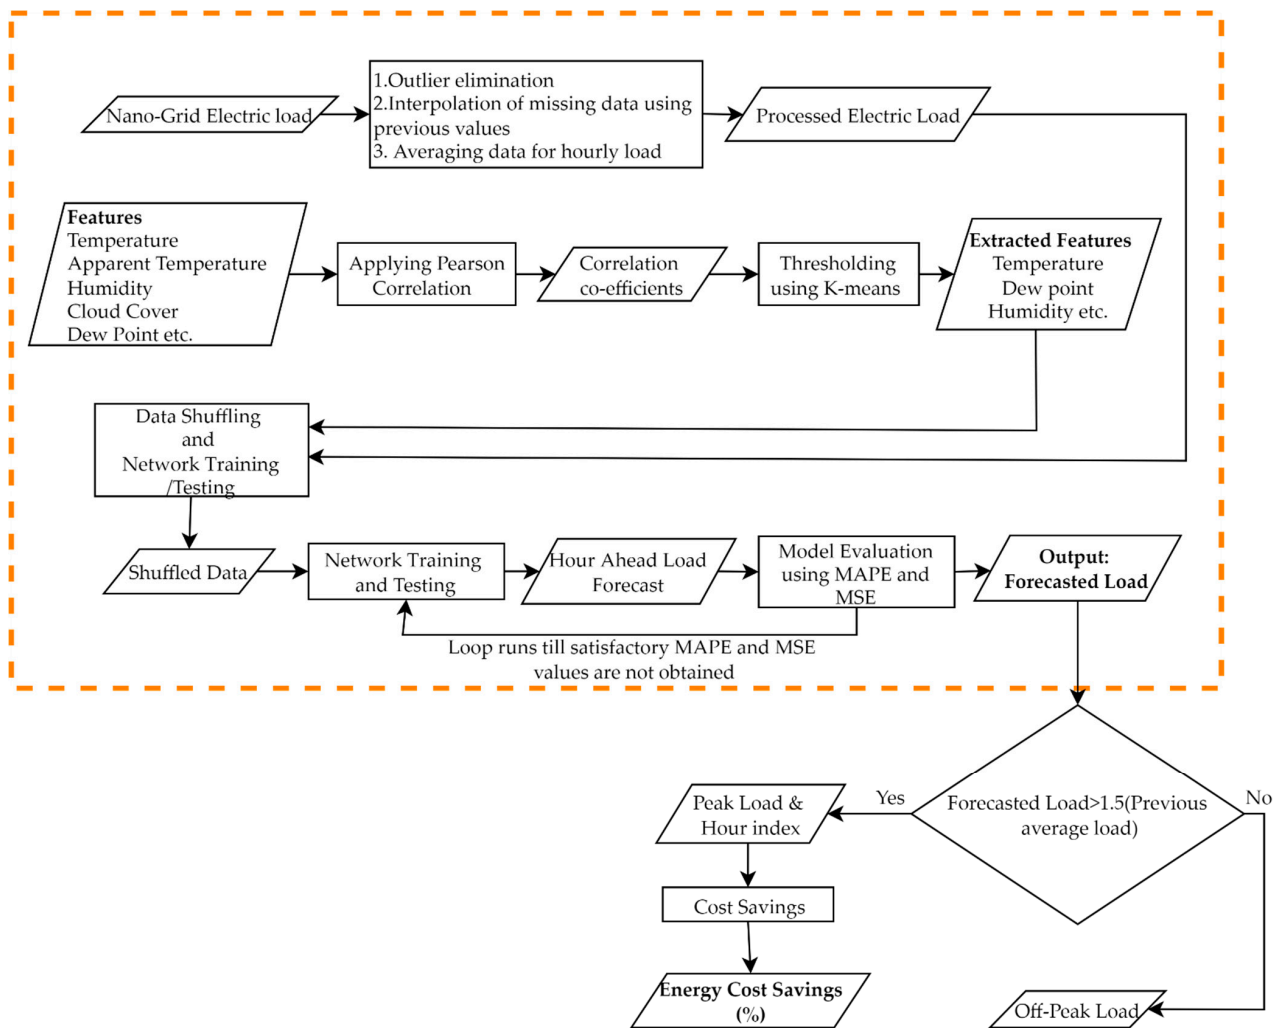 Nano-Grid Electric load
1.Outlier elimination
2.Interpolation of missing data using
previous values
3. Averaging data for hourly load
Processed Electric Load
Features
Temperature
Apparent Temperature
Humidity
Cloud Cover
Dew Point etc.
Applying Pearson
Correlation
Correlation
co-efficients
Thresholding
using K-means
Extracted Features
Temperature
Dew point
Humidity etc.
Data Shuffling
and
Network Training
/Testing
Shuffled Data
Network Training
and Testing
Hour Ahead Load
Forecast
Model Evaluation
using MAPE and
MSE
Output:
Forecasted Load
Loop runs till satisfactory MAPE and MSE
values are not obtained
Forecasted Load>1.5(Previous
average load)
Yes
No
Peak Load &
Hour index
Cost Savings
Energy Cost Savings
(%)
Off-Peak Load